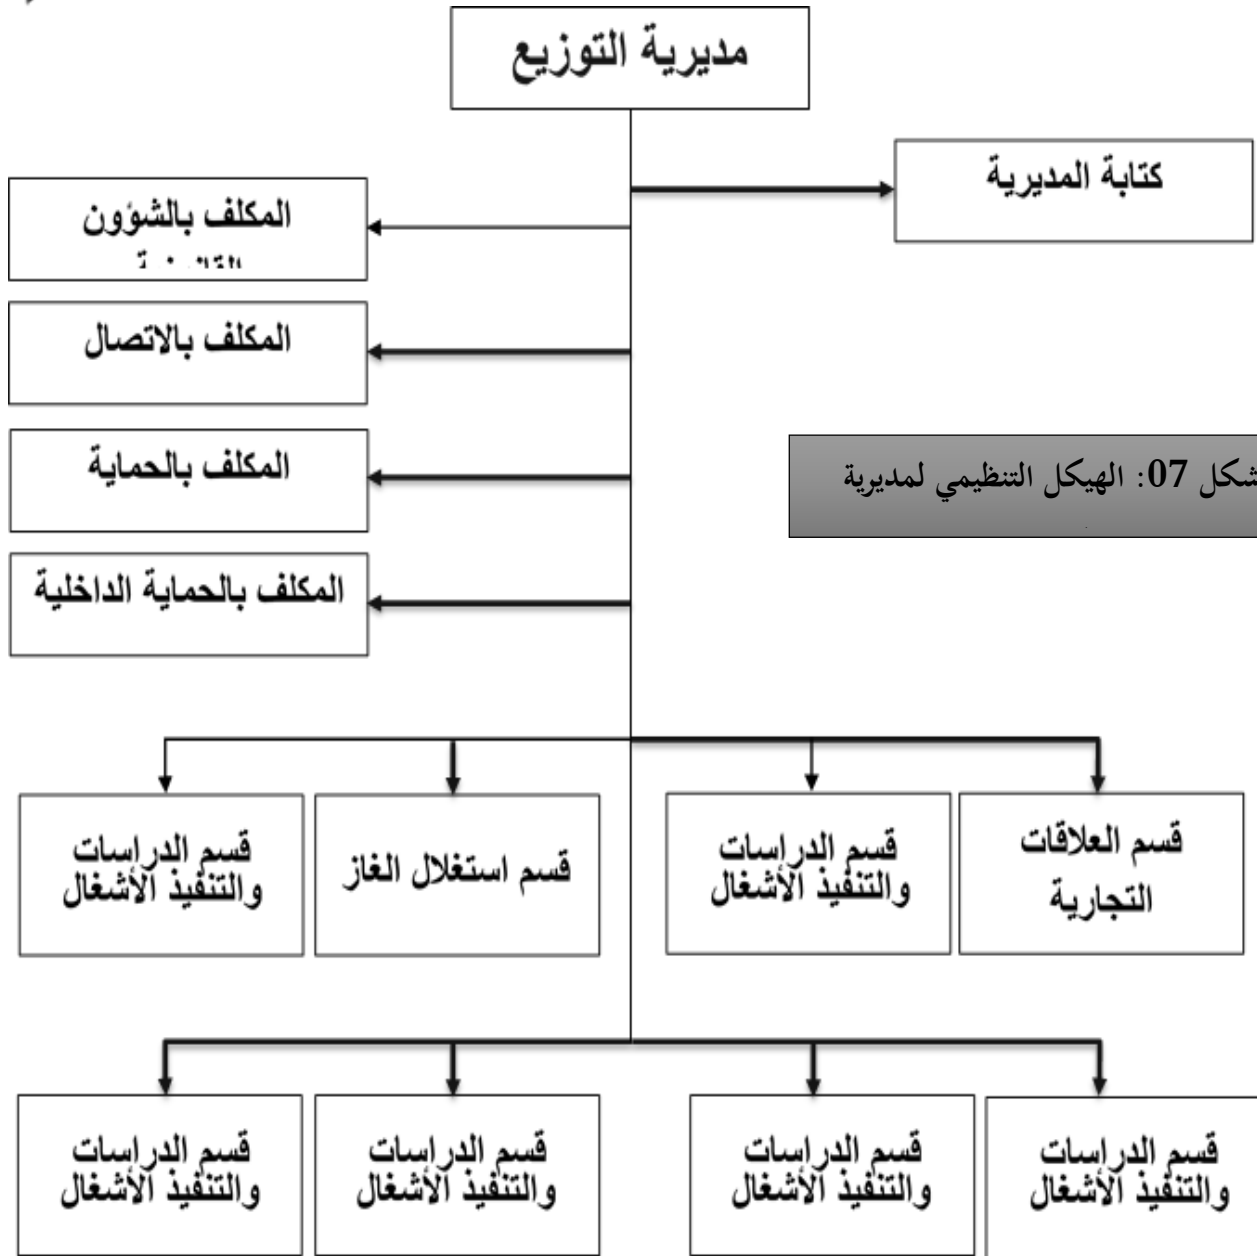 مديرية التوزيع
كتابة المديرية
المكلف بالشؤون
المكلف بالاتصال
المكلف بالحماية
المكلف بالحماية الداخلية
شكل 07: الهيكل التنظيمي لمديرية
قسم العلاقات
التجارية
قسم الدراسات
والتنفيذ الأشغال
قسم استغلال الغاز
قسم الدراسات
والتنفيذ الأشغال
قسم الدراسات
والتنفيذ الأشغال
قسم الدراسات
والتنفيذ الأشغال
قسم الدراسات
والتنفيذ الأشغال
قسم الدراسات
والتنفيذ الأشغال